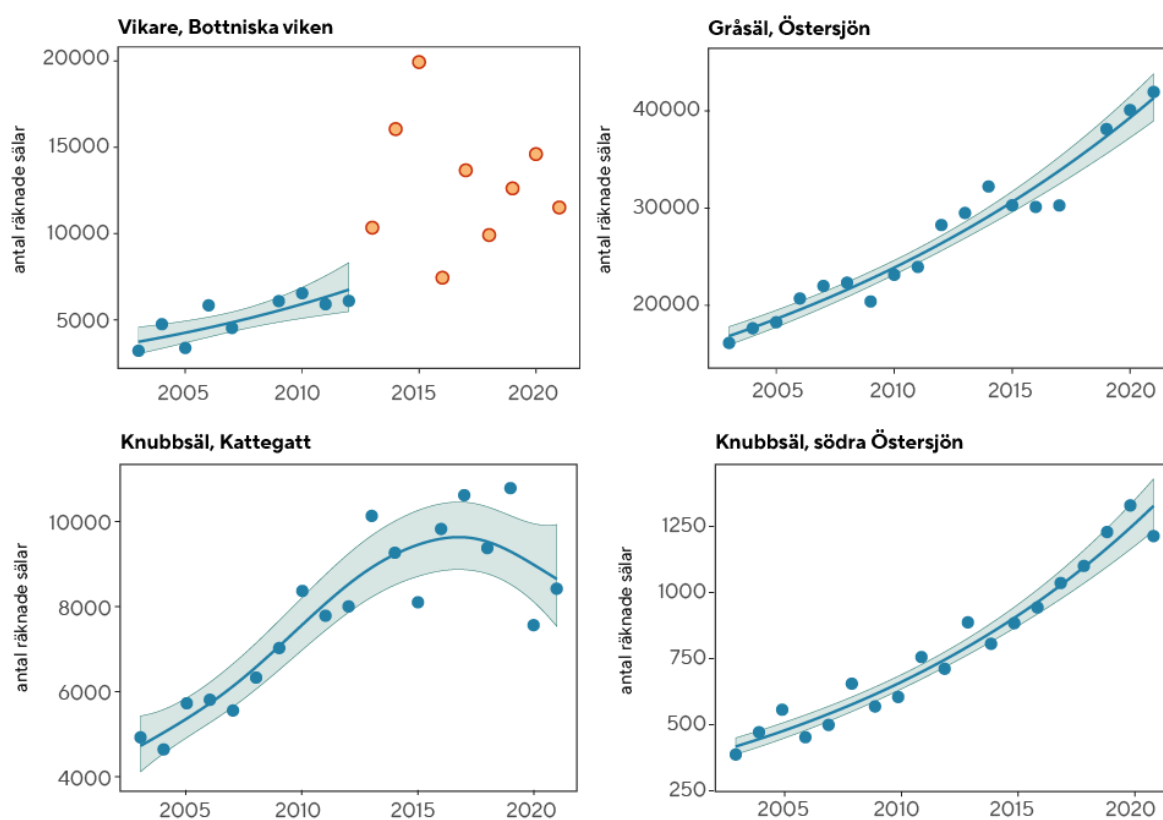 Vikare, Bottniska viken
antal räknade sälar
20000
15000
10000
5000
2005 2010 2015 2020
Gråsäl, Östersjön
antal räknade sälar
40000
30000
20000
2005 2010 2015 2020
Knubbsäl, Kattegatt
antal räknade sälar
10000
8000
6000
4000
2005 2010 2015 2020
Knubbsäl, södra Östersjön
antal räknade sälar
1250
1000
750
500
250
2005 2010 2015 2020